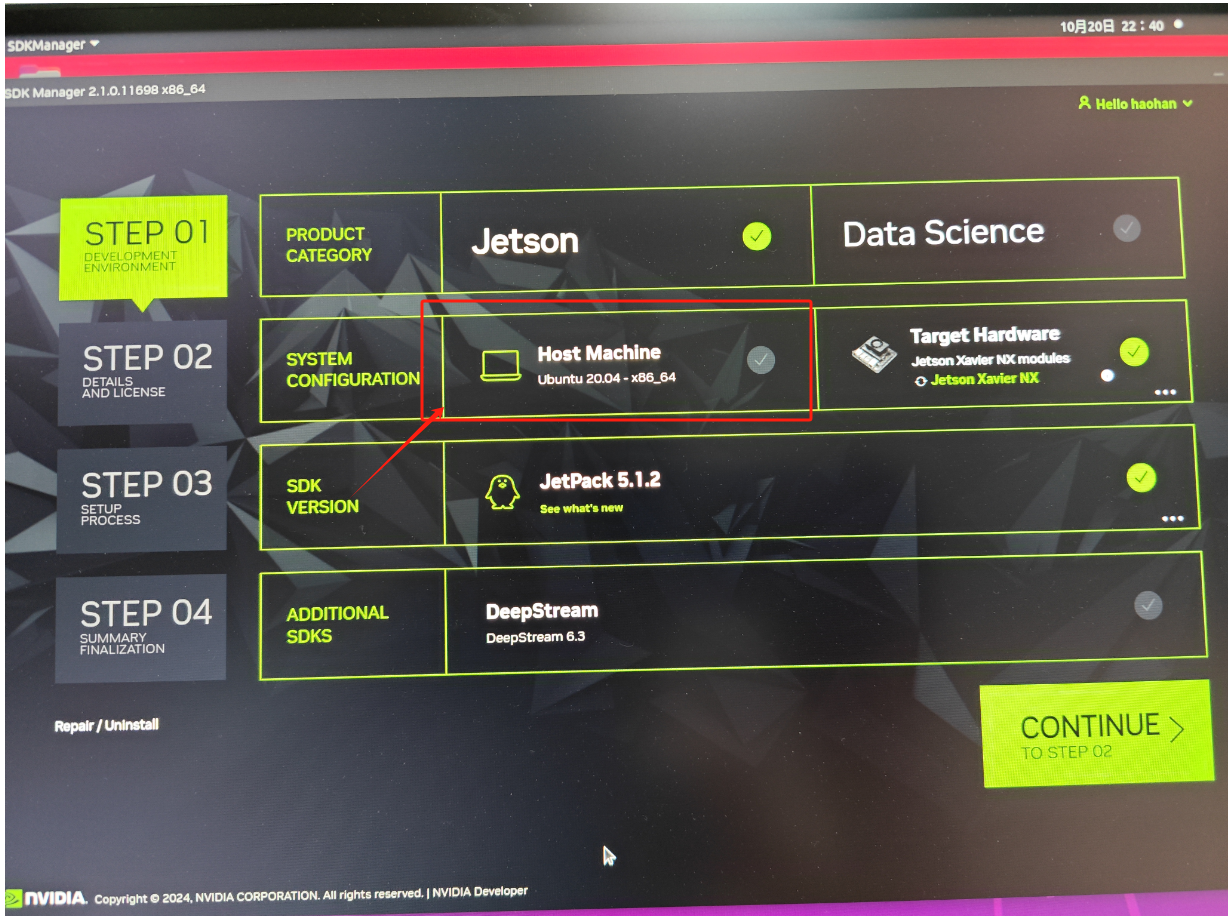 10月20日 22：40
SDKManager
SDK Manager 2.1.0.11698 x86_64
Hello haohan
STEP 01
DEVELOPMENT
ENVIRONMENT
PRODUCT
CATEGORY
Jetson
Data Science
STEP 02
DETAILS
AND LICENSE
SYSTEM
CONFIGURATION
Host Machine
Ubuntu 20.04 - x86_64
Target Hardware
Jetson Xavier NX modules
Jetson Xavier NX
STEP 03
SETUP
PROCESS
SDK
VERSION
JetPack 5.1.2
See what's new
STEP 04
SUMMARY
FINALIZATION
ADDITIONAL
SDKS
DeepStream
DeepStream 6.3
Repair / Uninstall
CONTINUE
TO STEP 02
NVIDIA. Copyright © 2024, NVIDIA CORPORATION. All rights reserved. | NVIDIA Developer